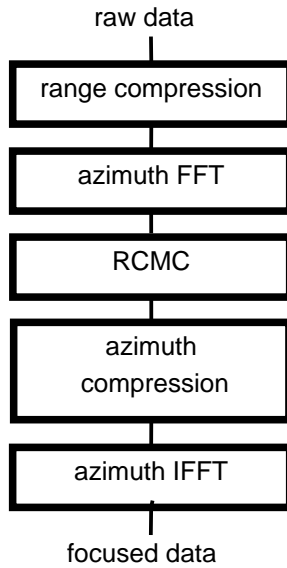 raw data
range compression
azimuth FFT
RCMC
azimuth
compression
azimuth IFFT
focused data